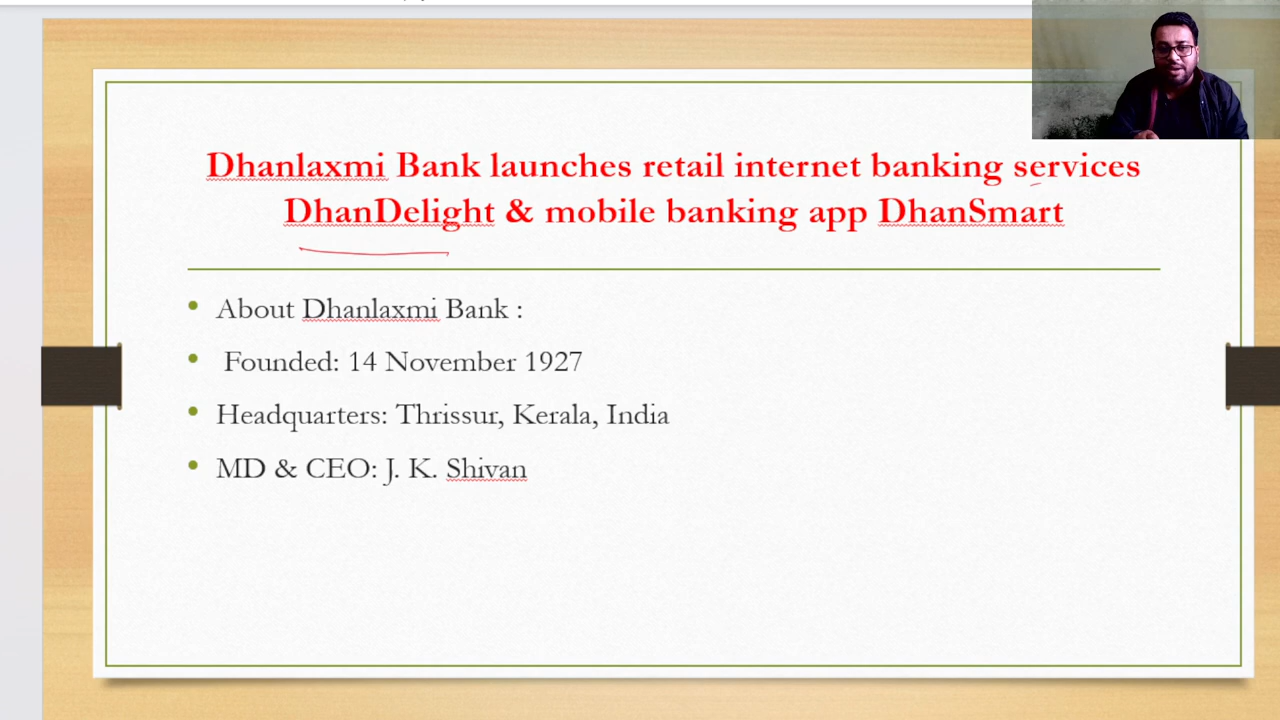 Dhanlaxmi Bank launches retail internet banking services
DhanDelight & mobile banking app DhanSmart
• About Dhanlaxmi Bank :
• Founded: 14 November 1927
• Headquarters: Thrissur, Kerala, India
• MD & CEO: J. K. Shivan